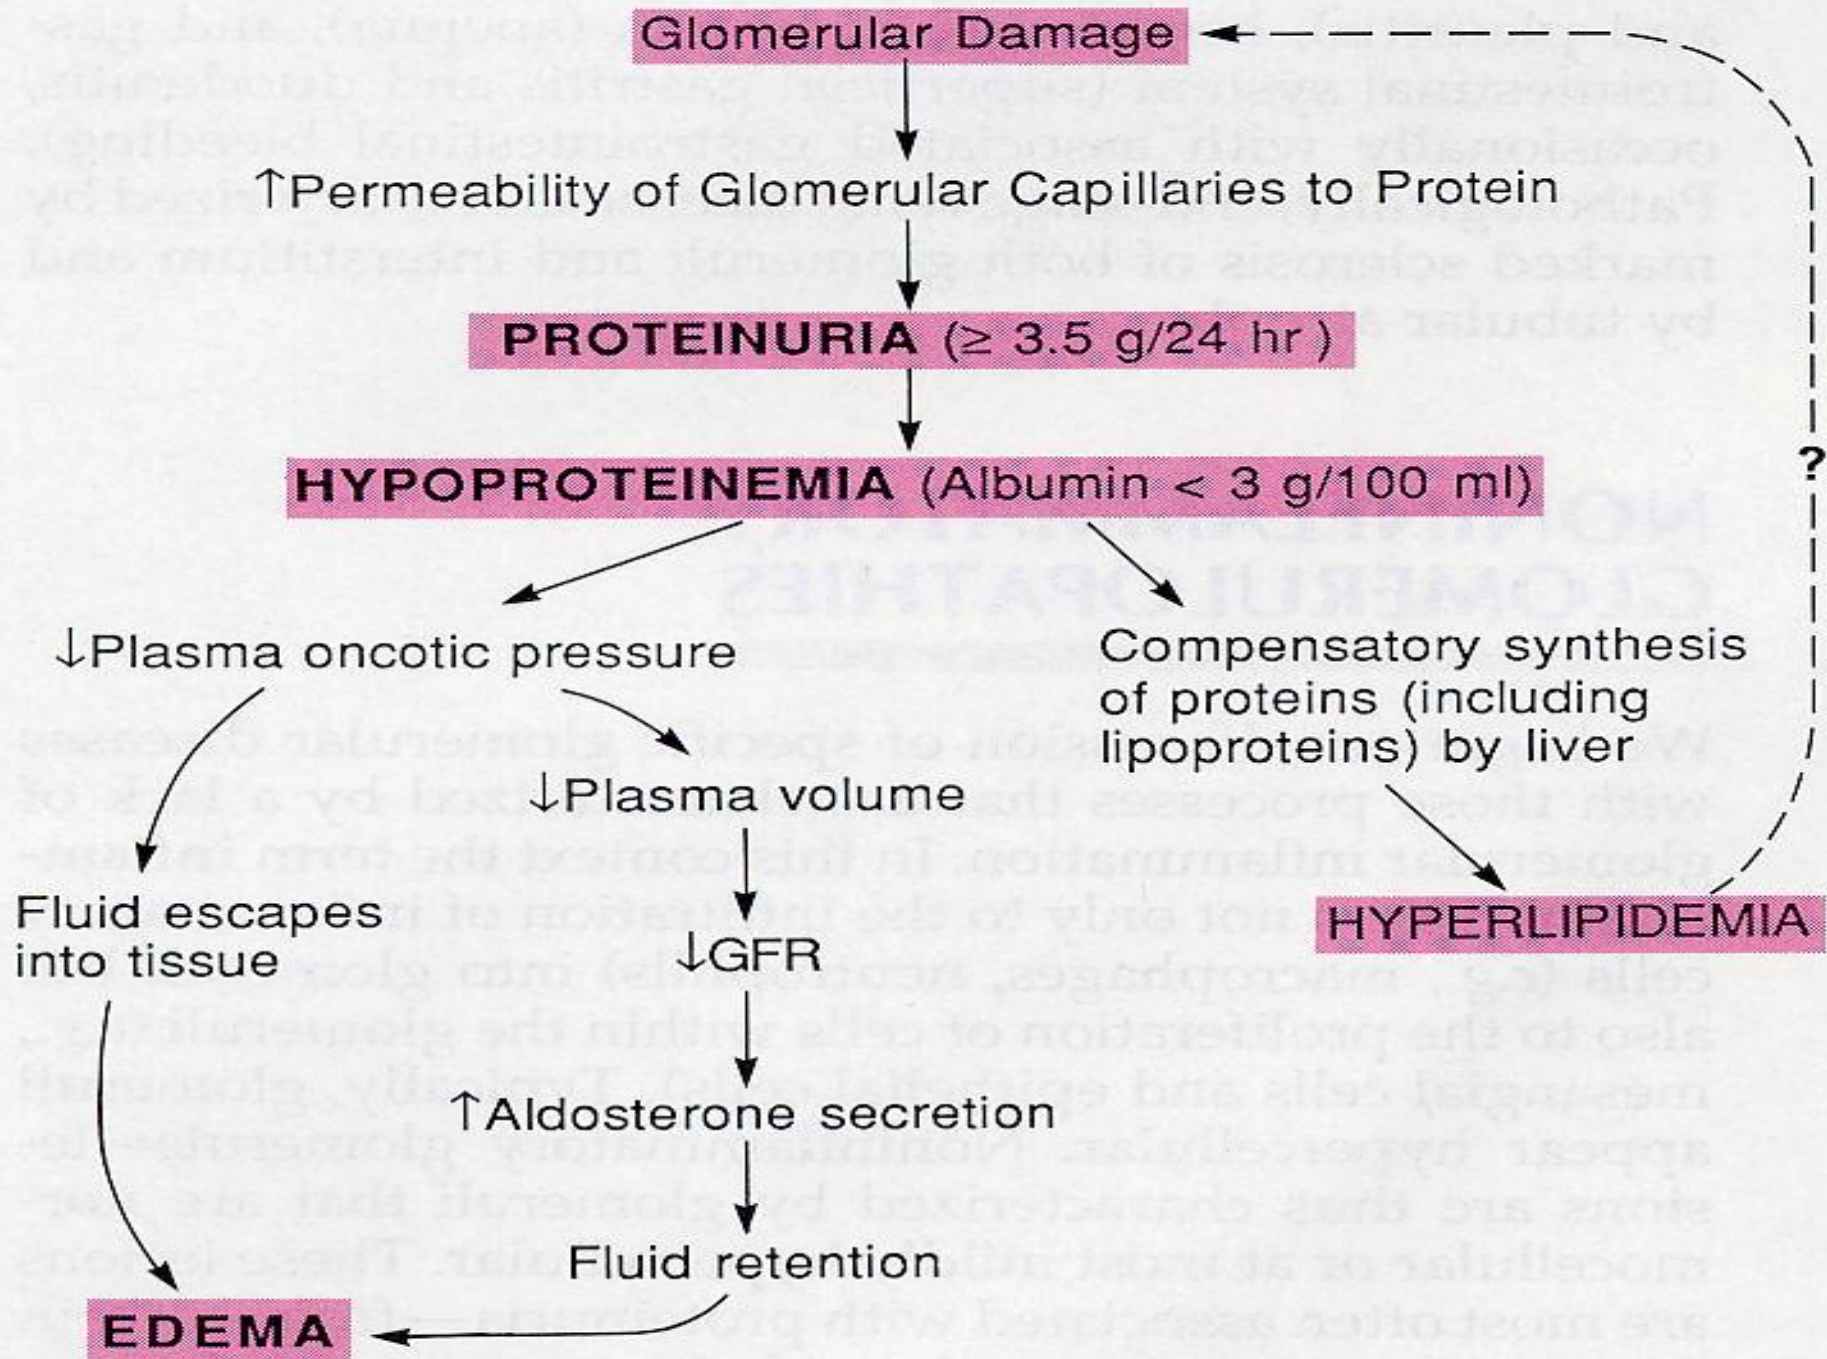 Glomerular Damage
↑Permeability of Glomerular Capillaries to Protein
PROTEINURIA (≥ 3.5 g/24 hr)
HYPOPROTEINEMIA (Albumin < 3 g/100 ml)
?
↓Plasma oncotic pressure
Compensatory synthesis
of proteins (including
lipoproteins) by liver
↓Plasma volume
Fluid escapes
into tissue
HYPERLIPIDEMIA
↓GFR
↑Aldosterone secretion
Fluid retention
EDEMA